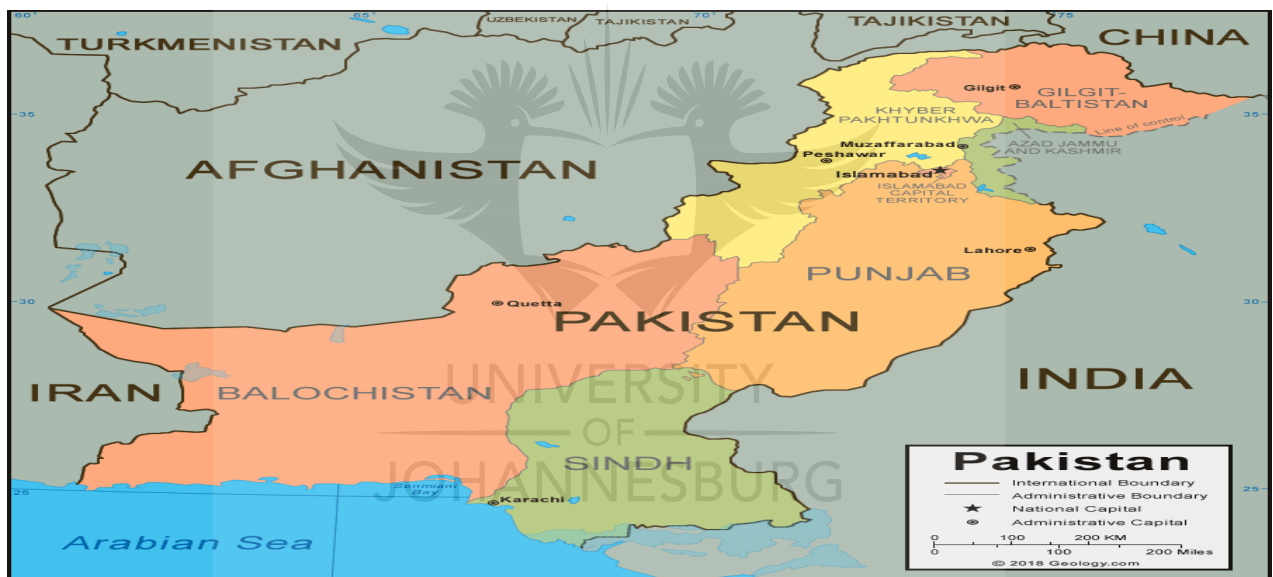 60°
65°
70°
75
UZBEKISTAN
TAJIKISTAN
TAJIKISTAN
TURKMENISTAN
CHINA
Gilgit
GILGIT-
BALTISTAN
35
35
KHYBER
PAKHTUNKHWA
Line of control
Muzaffarabad
AZAD JAMMU
AND KASHMIR
Peshawar
AFGHANISTAN
Islamabad
ISLAMABAD
CAPITAL
TERRITORY
Lahore
PUNJAB
30
30
Quetta
PAKISTAN
INDIA
IRAN
BALOCHISTAN
UNIVERSITY
OF
JOHANNESBURG
SINDH
25
25
Sonmiani
Bay
Karachi
Arabian Sea
Pakistan
International Boundary
Administrative Boundary
National Capital
Administrative Capital
0 100 200 KM
0 100 200 Miles
© 2018 Geology.com